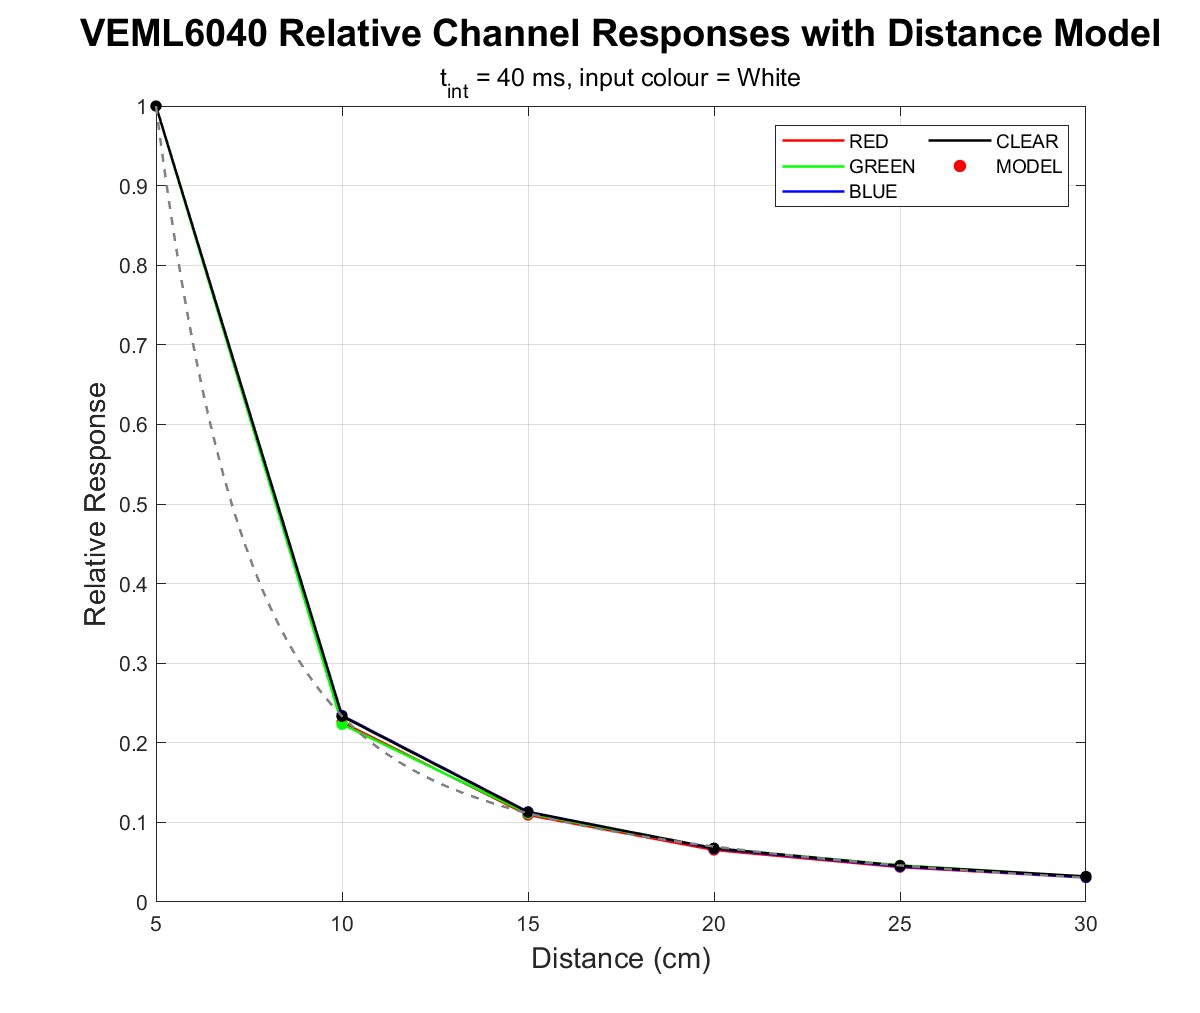 VEML6040 Relative Channel Responses with Distance Model
t_int = 40 ms, input colour = White
RED
GREEN
BLUE
CLEAR
MODEL
Relative Response
1
0.9
0.8
0.7
0.6
0.5
0.4
0.3
0.2
0.1
0
5 10 15 20 25 30
Distance (cm)